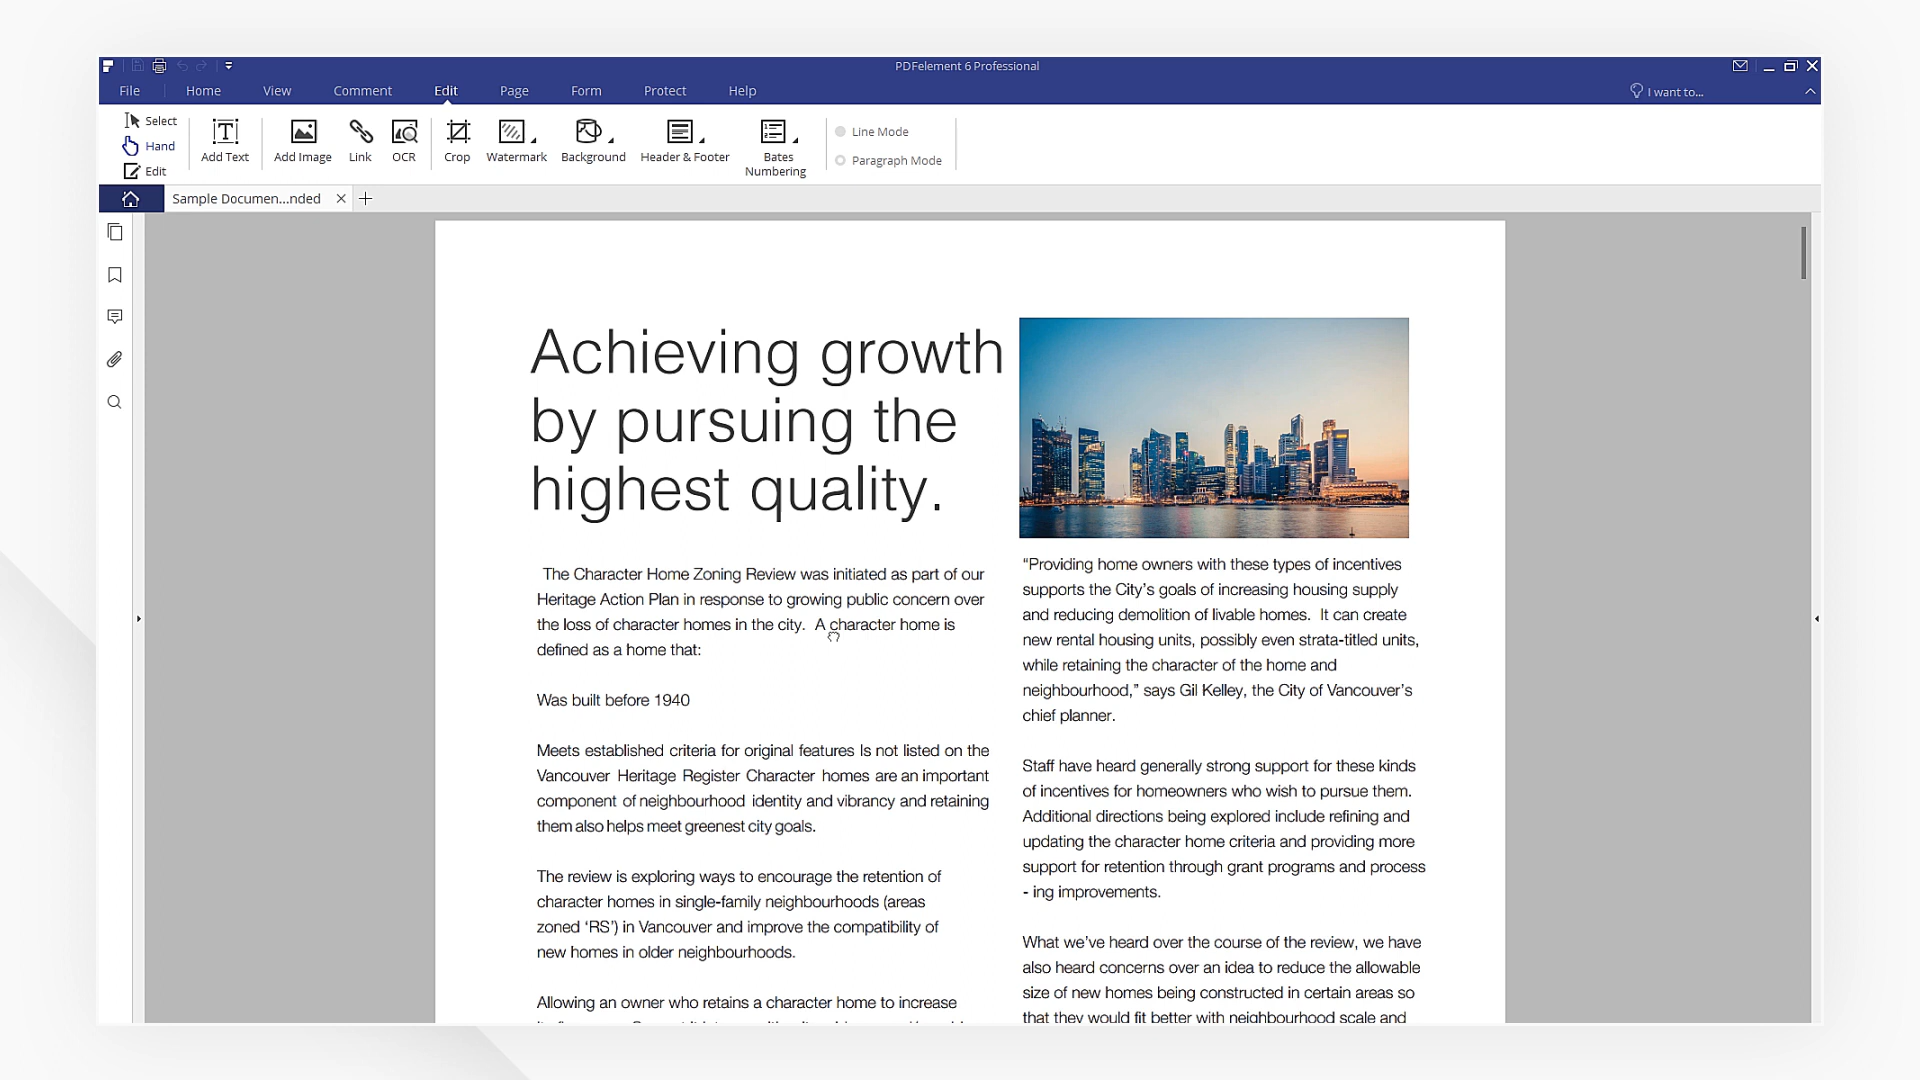 PDFelement 6 Professional
File Home View Comment Edit Page Form Protect Help I want to...
Select
Hand
Edit
Add Text
Add Image
Link
OCR
Crop
Watermark
Background
Header & Footer
Bates
Numbering
Line Mode
Paragraph Mode
Sample Documen...nded
Achieving growth
by pursuing the
highest quality.
The Character Home Zoning Review was initiated as part of our
Heritage Action Plan in response to growing public concern over
the loss of character homes in the city. A character home is
defined as a home that:
Was built before 1940
Meets established criteria for original features Is not listed on the
Vancouver Heritage Register Character homes are an important
component of neighbourhood identity and vibrancy and retaining
them also helps meet greenest city goals.
The review is exploring ways to encourage the retention of
character homes in single-family neighbourhoods (areas
zoned ‘RS’) in Vancouver and improve the compatibility of
new homes in older neighbourhoods.
Allowing an owner who retains a character home to increase
“Providing home owners with these types of incentives
supports the City’s goals of increasing housing supply
and reducing demolition of livable homes. It can create
new rental housing units, possibly even strata-titled units,
while retaining the character of the home and
neighbourhood,” says Gil Kelley, the City of Vancouver’s
chief planner.
Staff have heard generally strong support for these kinds
of incentives for homeowners who wish to pursue them.
Additional directions being explored include refining and
updating the character home criteria and providing more
support for retention through grant programs and process
- ing improvements.
What we’ve heard over the course of the review, we have
also heard concerns over an idea to reduce the allowable
size of new homes being constructed in certain areas so
that they would fit better with neighbourhood scale and